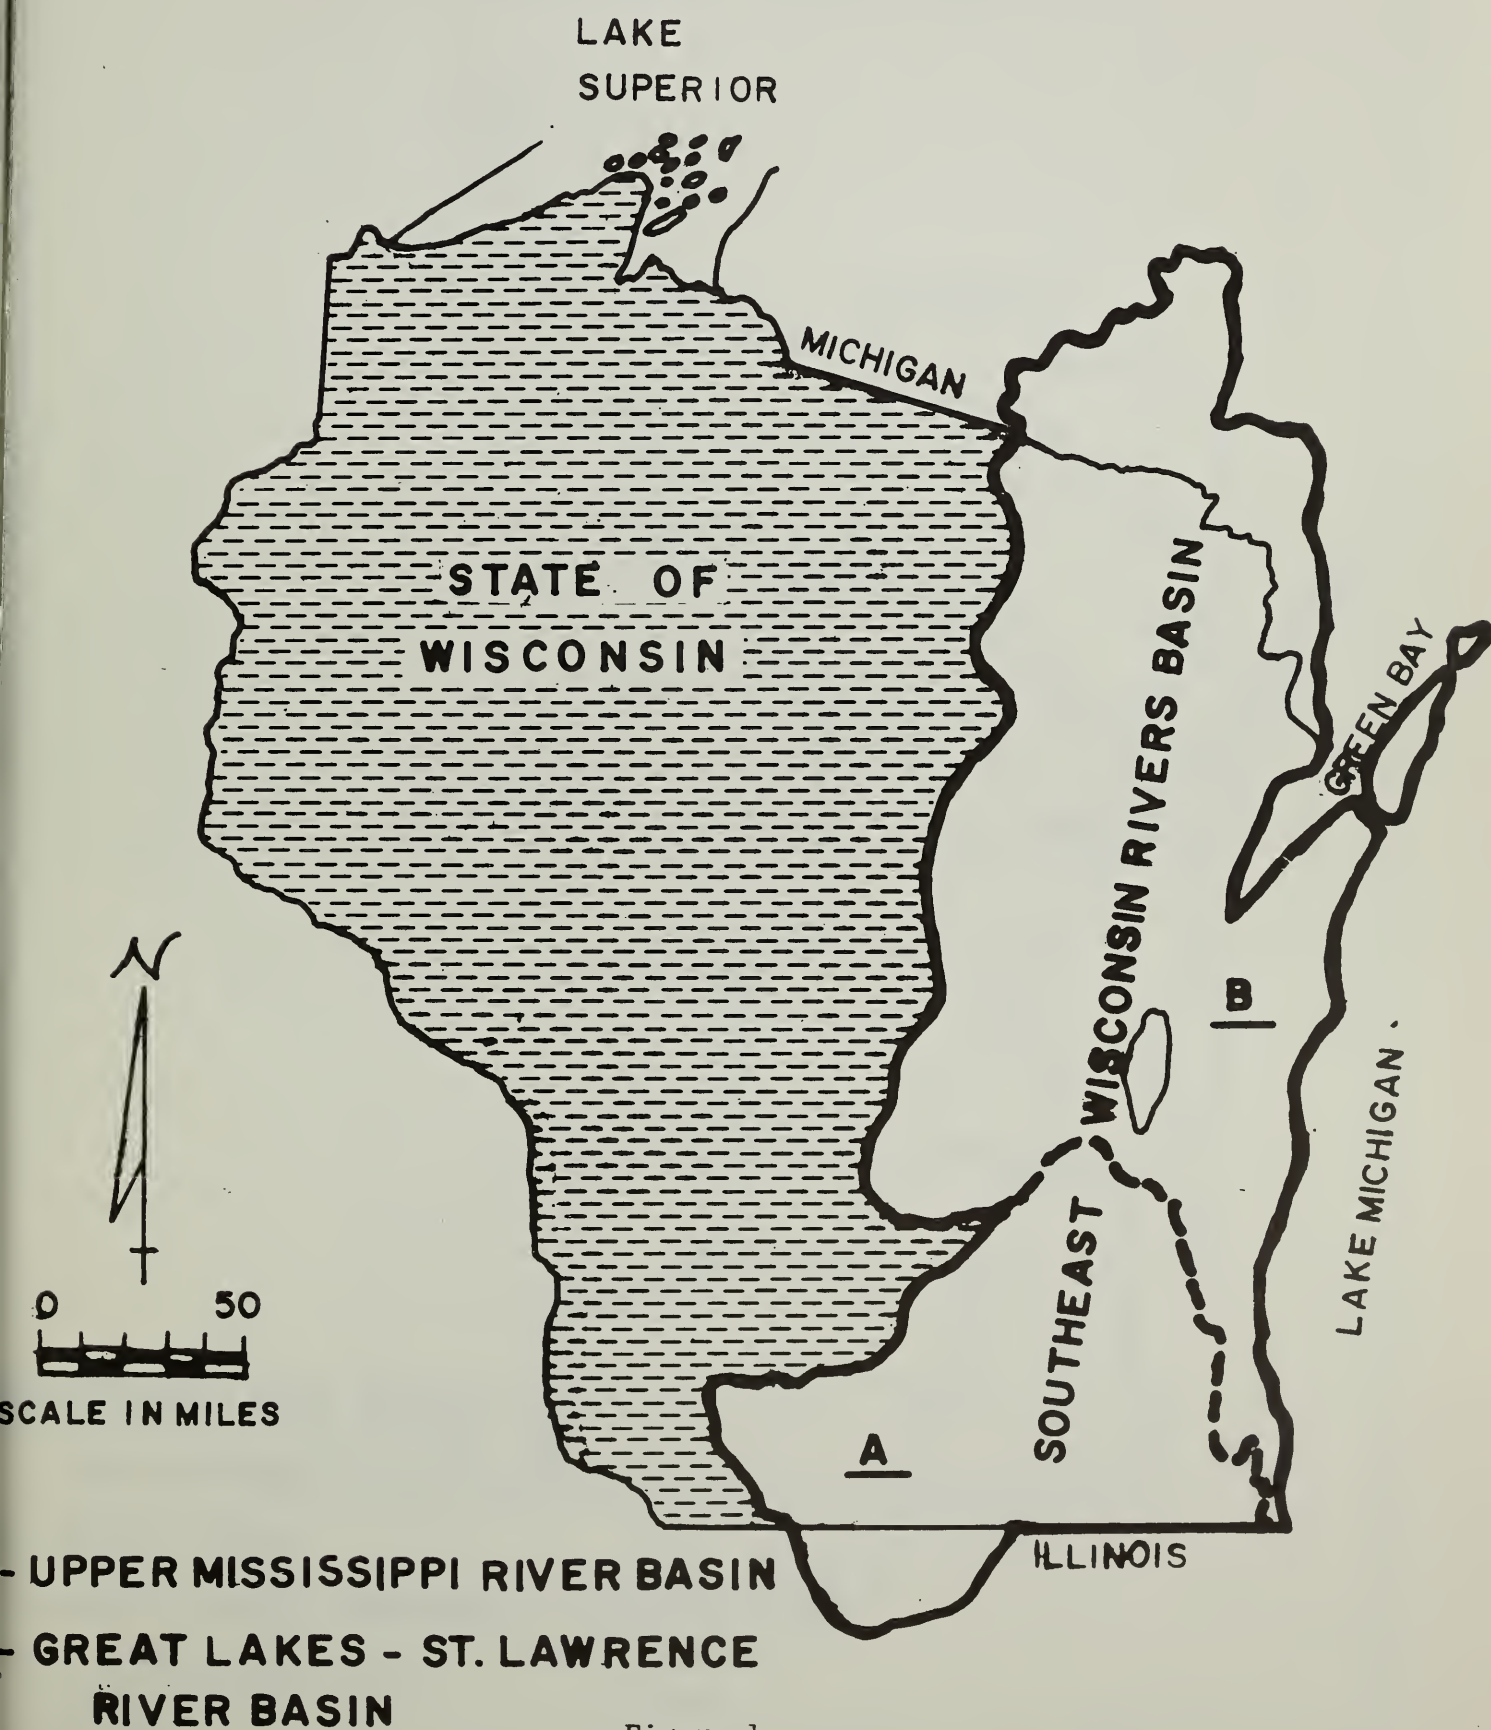 LAKE
SUPERIOR
MICHIGAN
STATE OF
WISCONSIN
SOUTHEAST WISCONSIN RIVERS BASIN
GREEN BAY
B
LAKE MICHIGAN
N
0 50
SCALE IN MILES
A
ILLINOIS
- UPPER MISSISSIPPI RIVER BASIN
- GREAT LAKES - ST. LAWRENCE
RIVER BASIN